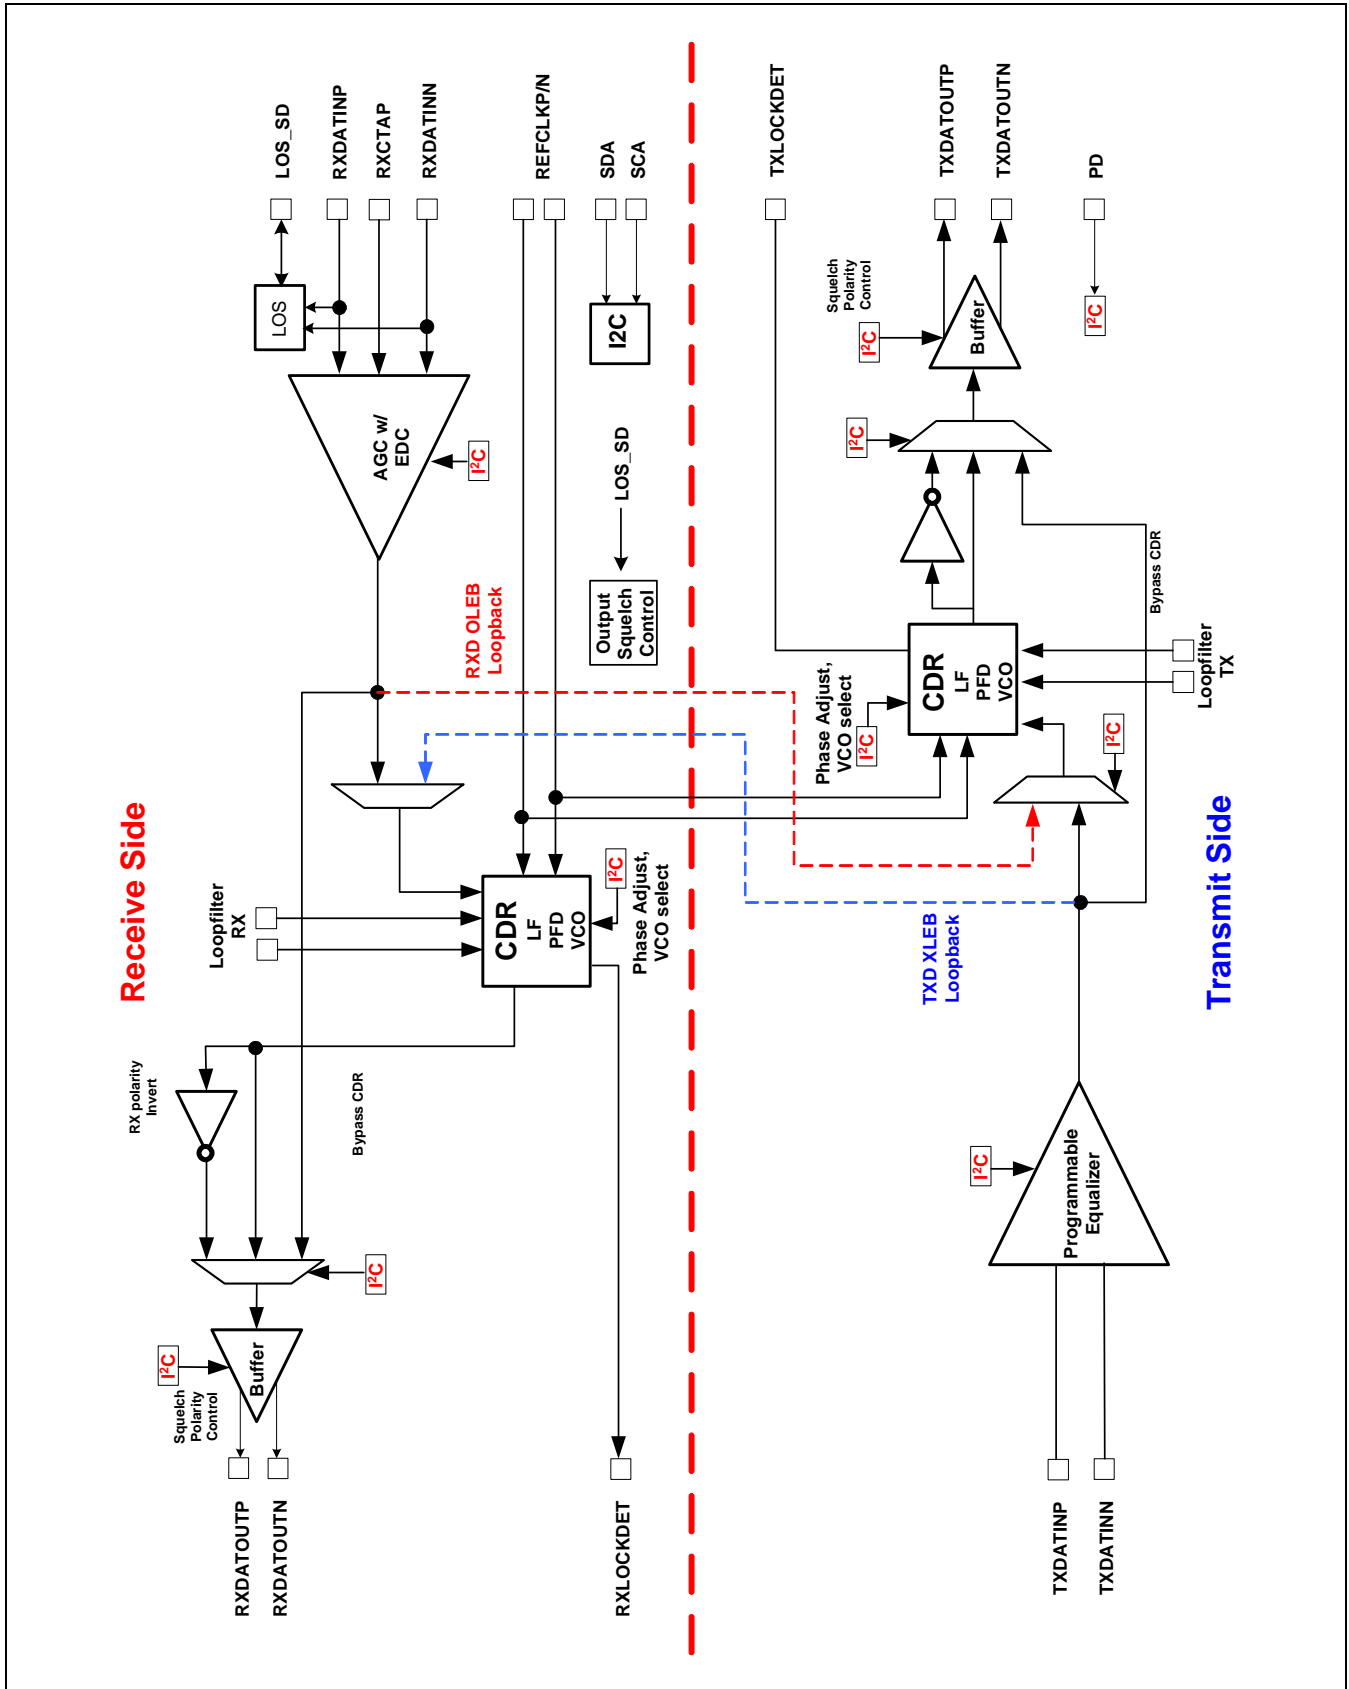 Receive Side
RXDATOUTP
RXDATOUTN
Squelch
Polarity
Control
I²C
Buffer
I²C
RX polarity
Invert
Bypass CDR
Loopfilter
RX
CDR
LF
PFD
VCO
I²C
Phase Adjust,
VCO select
RXLOCKDET
RXD OLEB
Loopback
AGC w/
EDC
I²C
LOS
LOS_SD
RXDATINP
RXCTAP
RXDATINN
REFCLKP/N
SDA
SCA
I2C
Output
Squelch
Control
LOS_SD
Transmit Side
TXDATINP
TXDATINN
Programmable
Equalizer
I²C
TXD XLEB
Loopback
I²C
Phase Adjust,
VCO select
I²C
CDR
LF
PFD
VCO
Loopfilter
TX
Bypass CDR
I²C
Squelch
Polarity
Control
I²C
Buffer
TXLOCKDET
TXDATOUTP
TXDATOUTN
PD
I²C